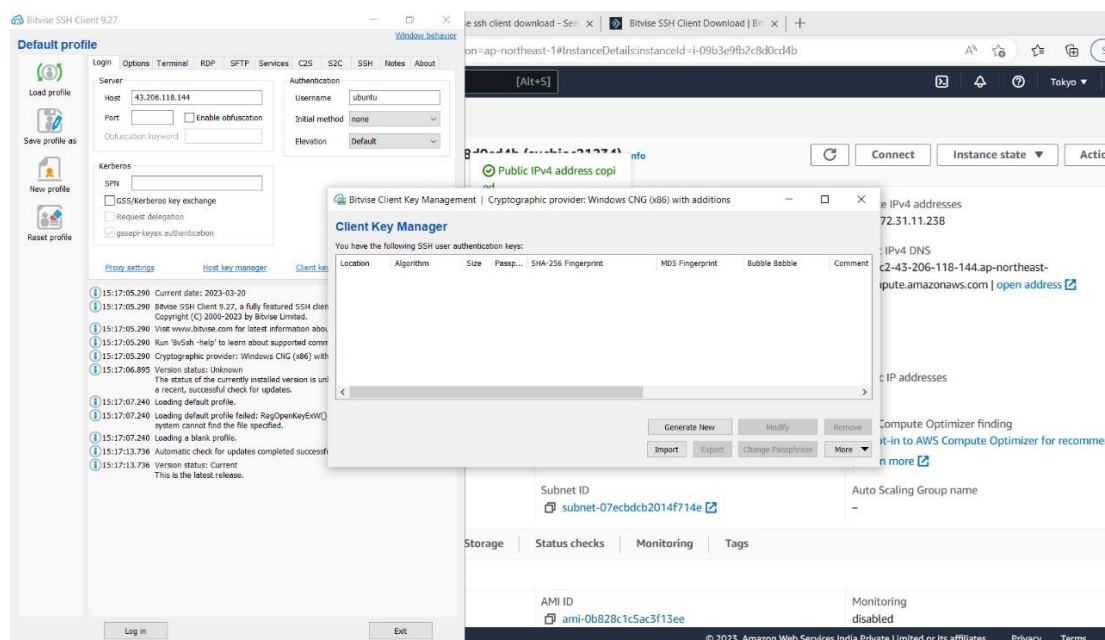 Bitvise SSH Client 9.27
Window behavior
Default profile
Load profile
Save profile as
New profile
Reset profile
Login Options Terminal RDP SFTP Services C2S S2C SSH Notes About
Server
Host 43.206.118.144
Port Enable obfuscation
Obfuscation keyword
Authentication
Username ubuntu
Initial method none
Elevation Default
Kerberos
SPN
GSS/Kerberos key exchange
Request delegation
gssapi-keyex authentication
Proxy settings Host key manager Client key
15:17:05.290 Current date: 2023-03-20
15:17:05.290 Bitvise SSH Client 9.27, a fully featured SSH clien
Copyright (C) 2000-2023 by Bitvise Limited.
15:17:05.290 Visit www.bitvise.com for latest information abou
15:17:05.290 Run 'BvSsh -help' to learn about supported comm
15:17:05.290 Cryptographic provider: Windows CNG (x86) with
15:17:06.895 Version status: Unknown
The status of the currently installed version is unl
a recent, successful check for updates.
15:17:07.240 Loading default profile.
15:17:07.240 Loading default profile failed: RegOpenKeyExW()
system cannot find the file specified.
15:17:07.240 Loading a blank profile.
15:17:13.736 Automatic check for updates completed successf
15:17:13.736 Version status: Current
This is the latest release.
Log in
Exit
Bitvise Client Key Management | Cryptographic provider: Windows CNG (x86) with additions
Client Key Manager
You have the following SSH user authentication keys:
Location Algorithm Size Passp... SHA-256 Fingerprint MD5 Fingerprint Bubble Babble Comment
Generate New Modify Remove
Import Export Change Passphrase More
e ssh client download - Sea
Bitvise SSH Client Download | Bit
on=ap-northeast-1#InstanceDetails:instanceId=i-09b3e9fb2c8d0cd4b
[Alt+S]
Tokyo
nfo
Connect Instance state Actio
Public IPv4 address copi
ed
e IPv4 addresses
72.31.11.238
IPv4 DNS
c2-43-206-118-144.ap-northeast-
pute.amazonaws.com | open address
c IP addresses
Compute Optimizer finding
t-in to AWS Compute Optimizer for recomme
n more
Subnet ID
subnet-07ecbdcb2014f714e
Auto Scaling Group name
–
Storage Status checks Monitoring Tags
AMI ID
ami-0b828c1c5ac3f13ee
Monitoring
disabled
© 2023, Amazon Web Services India Private Limited or its affiliates. Privacy Terms